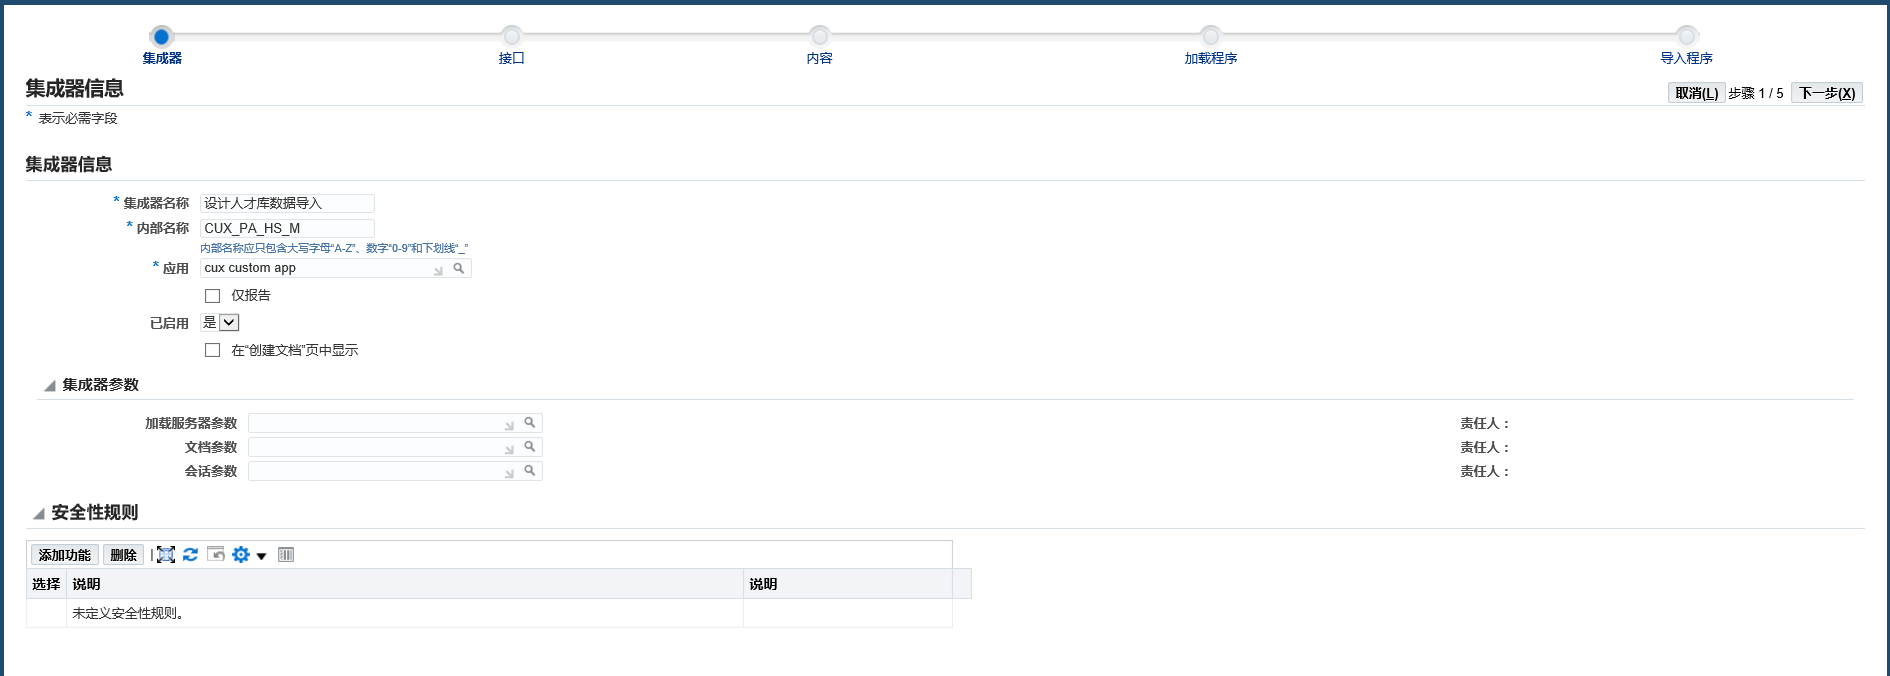 集成器 接口 内容 加载程序 导入程序
集成器信息
取消(L) 步骤 1 / 5 下一步(X)
* 表示必需字段
集成器信息
* 集成器名称 设计人才库数据导入
* 内部名称 CUX_PA_HS_M
内部名称应只包含大写字母“A-Z”、数字“0-9”和下划线“_”
* 应用 cux custom app
仅报告
已启用 是
在“创建文档”页中显示
集成器参数
加载服务器参数 责任人：
文档参数 责任人：
会话参数 责任人：
安全性规则
添加功能 删除
选择 说明 说明
未定义安全性规则。